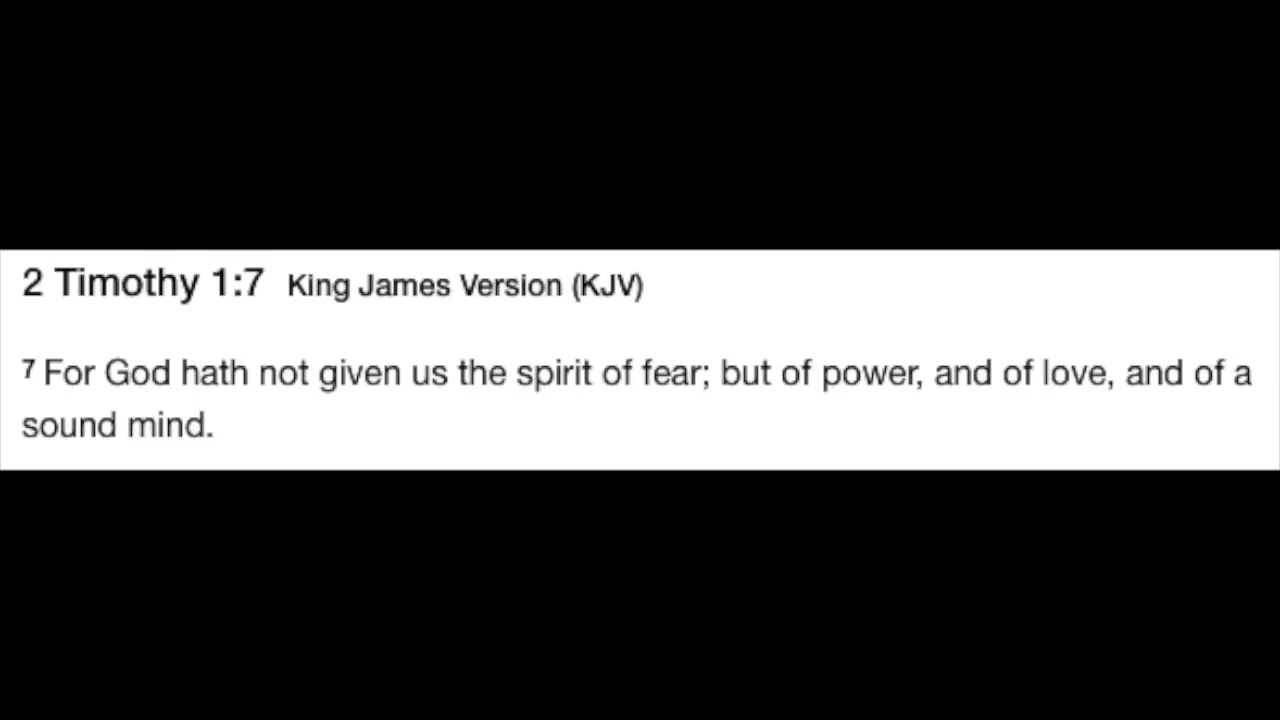 2 Timothy 1:7 King James Version (KJV)
7 For God hath not given us the spirit of fear; but of power, and of love, and of a
sound mind.